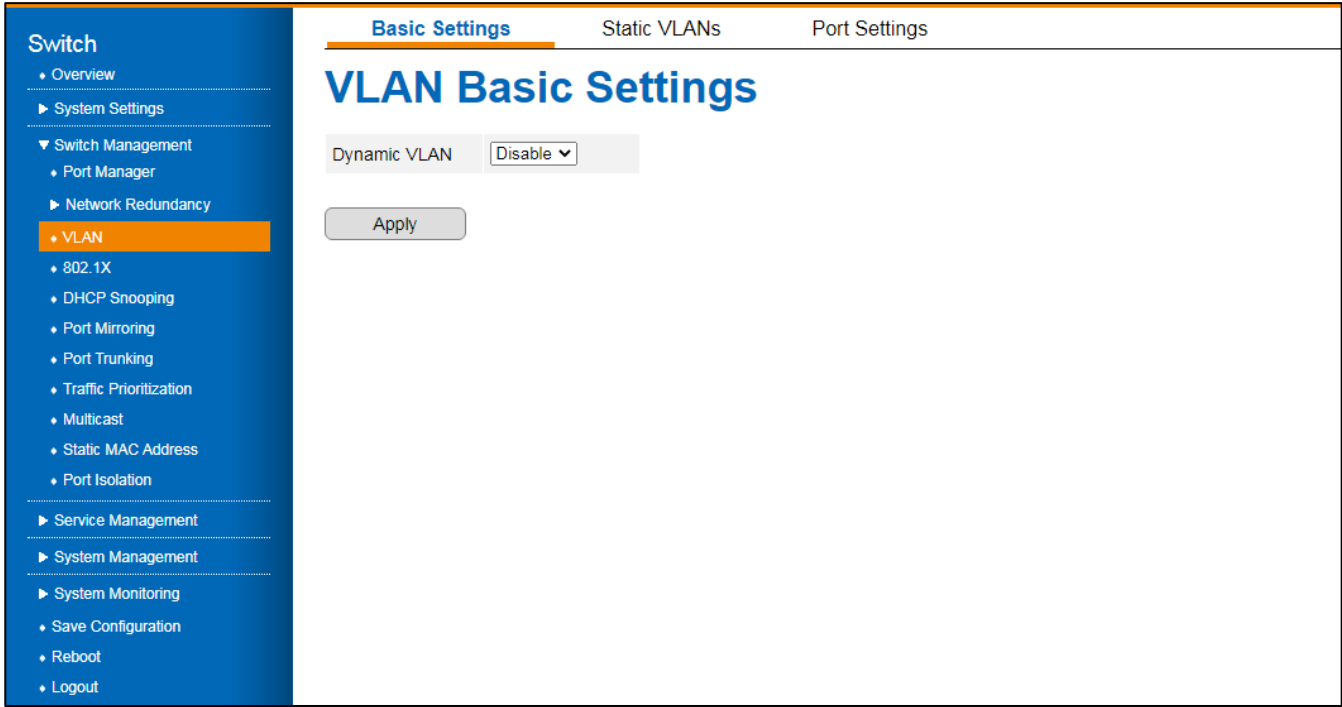 Switch
Overview
System Settings
Switch Management
Port Manager
Network Redundancy
VLAN
802.1X
DHCP Snooping
Port Mirroring
Port Trunking
Traffic Prioritization
Multicast
Static MAC Address
Port Isolation
Service Management
System Management
System Monitoring
Save Configuration
Reboot
Logout
Basic Settings Static VLANs Port Settings
VLAN Basic Settings
Dynamic VLAN Disable
Apply